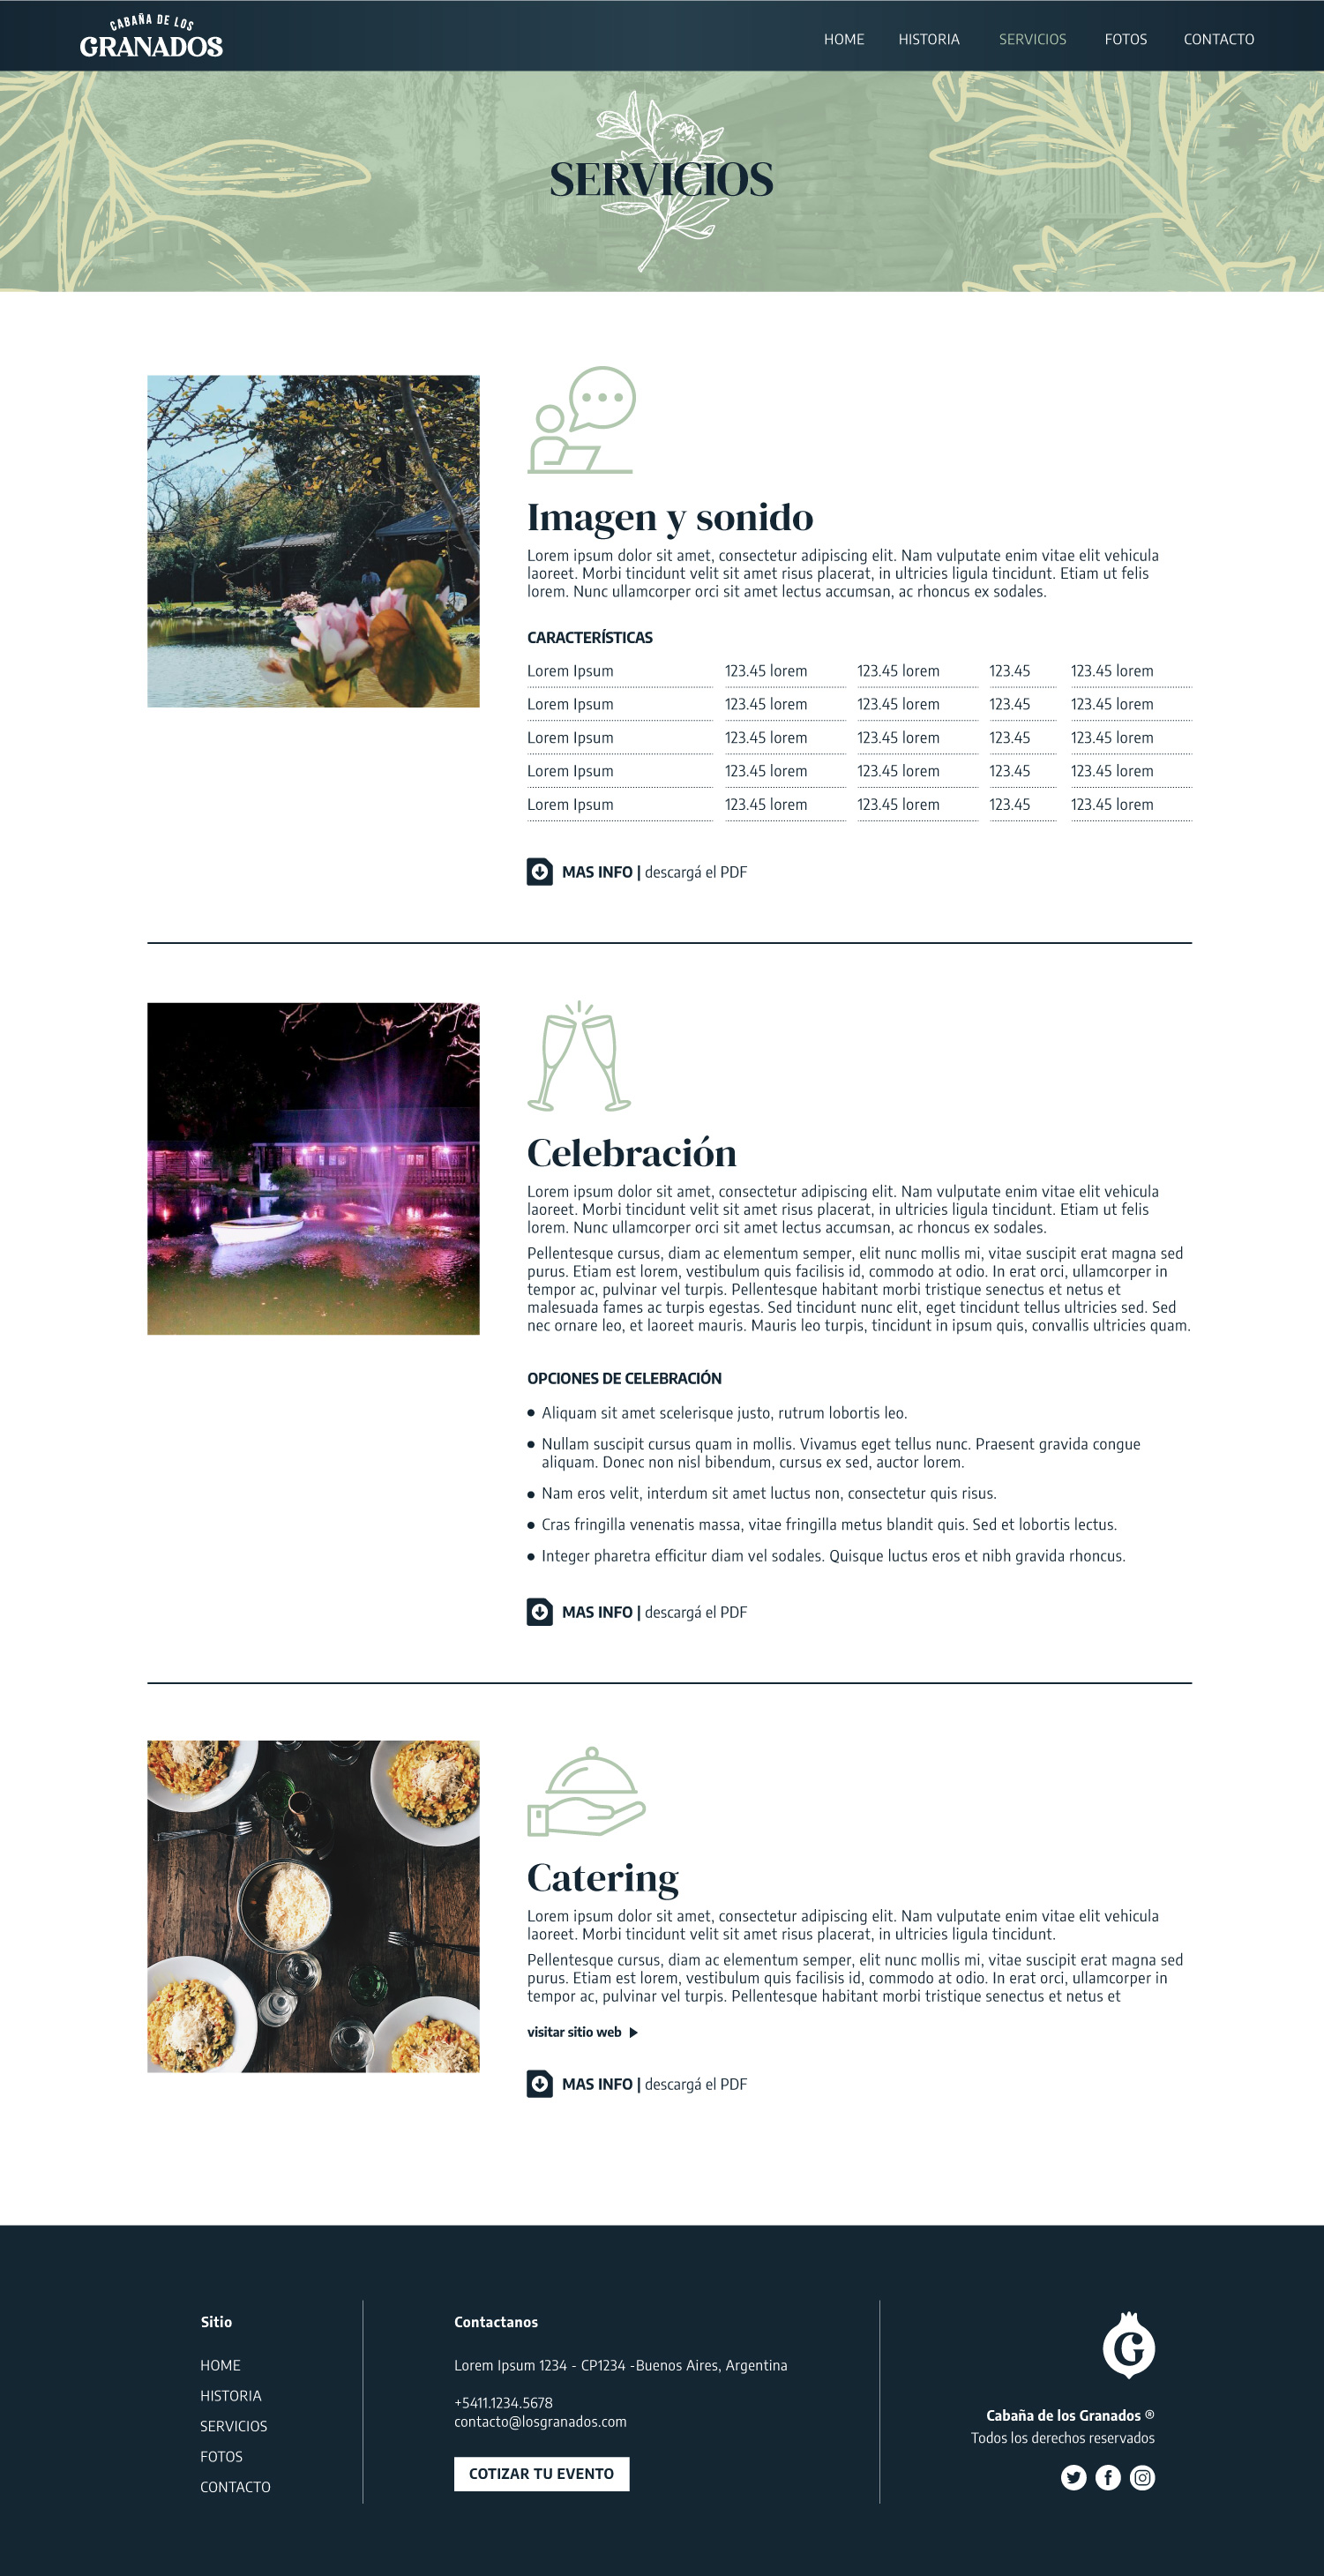 CABAÑA DE LOS
GRANADOS
HOME HISTORIA SERVICIOS FOTOS CONTACTO
SERVICIOS
Imagen y sonido
Lorem ipsum dolor sit amet, consectetur adipiscing elit. Nam vulputate enim vitae elit vehicula
laoreet. Morbi tincidunt velit sit amet risus placerat, in ultricies ligula tincidunt. Etiam ut felis
lorem. Nunc ullamcorper orci sit amet lectus accumsan, ac rhoncus ex sodales.
CARACTERÍSTICAS
Lorem Ipsum 123.45 lorem 123.45 lorem 123.45 123.45 lorem
Lorem Ipsum 123.45 lorem 123.45 lorem 123.45 123.45 lorem
Lorem Ipsum 123.45 lorem 123.45 lorem 123.45 123.45 lorem
Lorem Ipsum 123.45 lorem 123.45 lorem 123.45 123.45 lorem
Lorem Ipsum 123.45 lorem 123.45 lorem 123.45 123.45 lorem
MAS INFO | descargá el PDF
Celebración
Lorem ipsum dolor sit amet, consectetur adipiscing elit. Nam vulputate enim vitae elit vehicula
laoreet. Morbi tincidunt velit sit amet risus placerat, in ultricies ligula tincidunt. Etiam ut felis
lorem. Nunc ullamcorper orci sit amet lectus accumsan, ac rhoncus ex sodales.
Pellentesque cursus, diam ac elementum semper, elit nunc mollis mi, vitae suscipit erat magna sed
purus. Etiam est lorem, vestibulum quis facilisis id, commodo at odio. In erat orci, ullamcorper in
tempor ac, pulvinar vel turpis. Pellentesque habitant morbi tristique senectus et netus et
malesuada fames ac turpis egestas. Sed tincidunt nunc elit, eget tincidunt tellus ultricies sed. Sed
nec ornare leo, et laoreet mauris. Mauris leo turpis, tincidunt in ipsum quis, convallis ultricies quam.
OPCIONES DE CELEBRACIÓN
● Aliquam sit amet scelerisque justo, rutrum lobortis leo.
● Nullam suscipit cursus quam in mollis. Vivamus eget tellus nunc. Praesent gravida congue
aliquam. Donec non nisl bibendum, cursus ex sed, auctor lorem.
● Nam eros velit, interdum sit amet luctus non, consectetur quis risus.
● Cras fringilla venenatis massa, vitae fringilla metus blandit quis. Sed et lobortis lectus.
● Integer pharetra efficitur diam vel sodales. Quisque luctus eros et nibh gravida rhoncus.
MAS INFO | descargá el PDF
Catering
Lorem ipsum dolor sit amet, consectetur adipiscing elit. Nam vulputate enim vitae elit vehicula
laoreet. Morbi tincidunt velit sit amet risus placerat, in ultricies ligula tincidunt.
Pellentesque cursus, diam ac elementum semper, elit nunc mollis mi, vitae suscipit erat magna sed
purus. Etiam est lorem, vestibulum quis facilisis id, commodo at odio. In erat orci, ullamcorper in
tempor ac, pulvinar vel turpis. Pellentesque habitant morbi tristique senectus et netus et
visitar sitio web
MAS INFO | descargá el PDF
Sitio
HOME
HISTORIA
SERVICIOS
FOTOS
CONTACTO
Contactanos
Lorem Ipsum 1234 - CP1234 -Buenos Aires, Argentina
+5411.1234.5678
contacto@losgranados.com
COTIZAR TU EVENTO
G
Cabaña de los Granados ®
Todos los derechos reservados